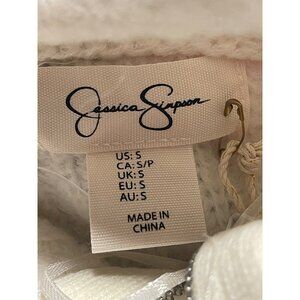 Jessica Simpson
US: S
CA: S/P
UK: S
EU: S
AU: S
MADE IN
CHINA